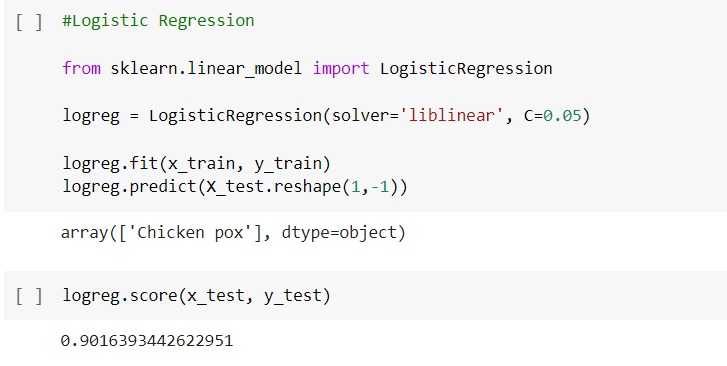 [ ] #Logistic Regression
from sklearn.linear_model import LogisticRegression
logreg = LogisticRegression(solver='liblinear', C=0.05)
logreg.fit(x_train, y_train)
logreg.predict(X_test.reshape(1,-1))
array(['Chicken pox'], dtype=object)
[ ] logreg.score(x_test, y_test)
0.9016393442622951